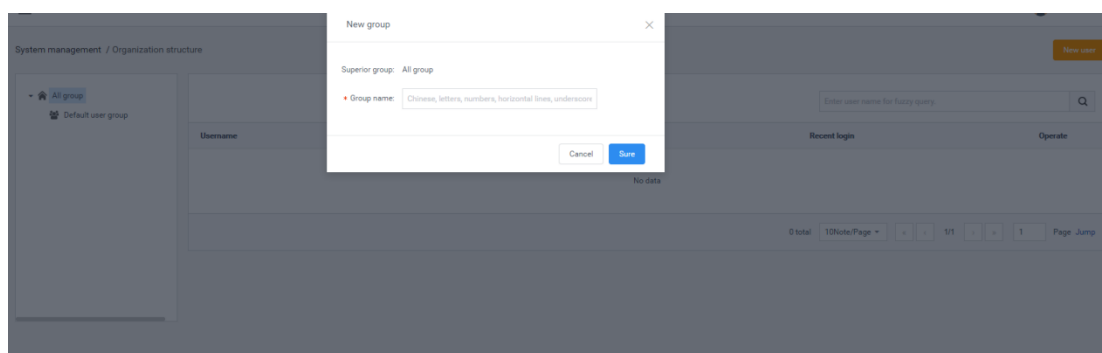 New group
System management / Organization structure
New user
Superior group: All group
All group
* Group name: Chinese, letters, numbers, horizontal lines, underscore
Enter user name for fuzzy query.
Default user group
Username
Recent login
Operate
Cancel
Sure
No data
0 total 10Note/Page 1/1 1 Page Jump